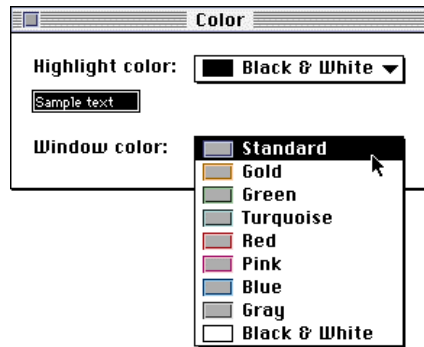 Color
Highlight color: Black & White
Sample text
Window color: Standard
Gold
Green
Turquoise
Red
Pink
Blue
Gray
Black & White